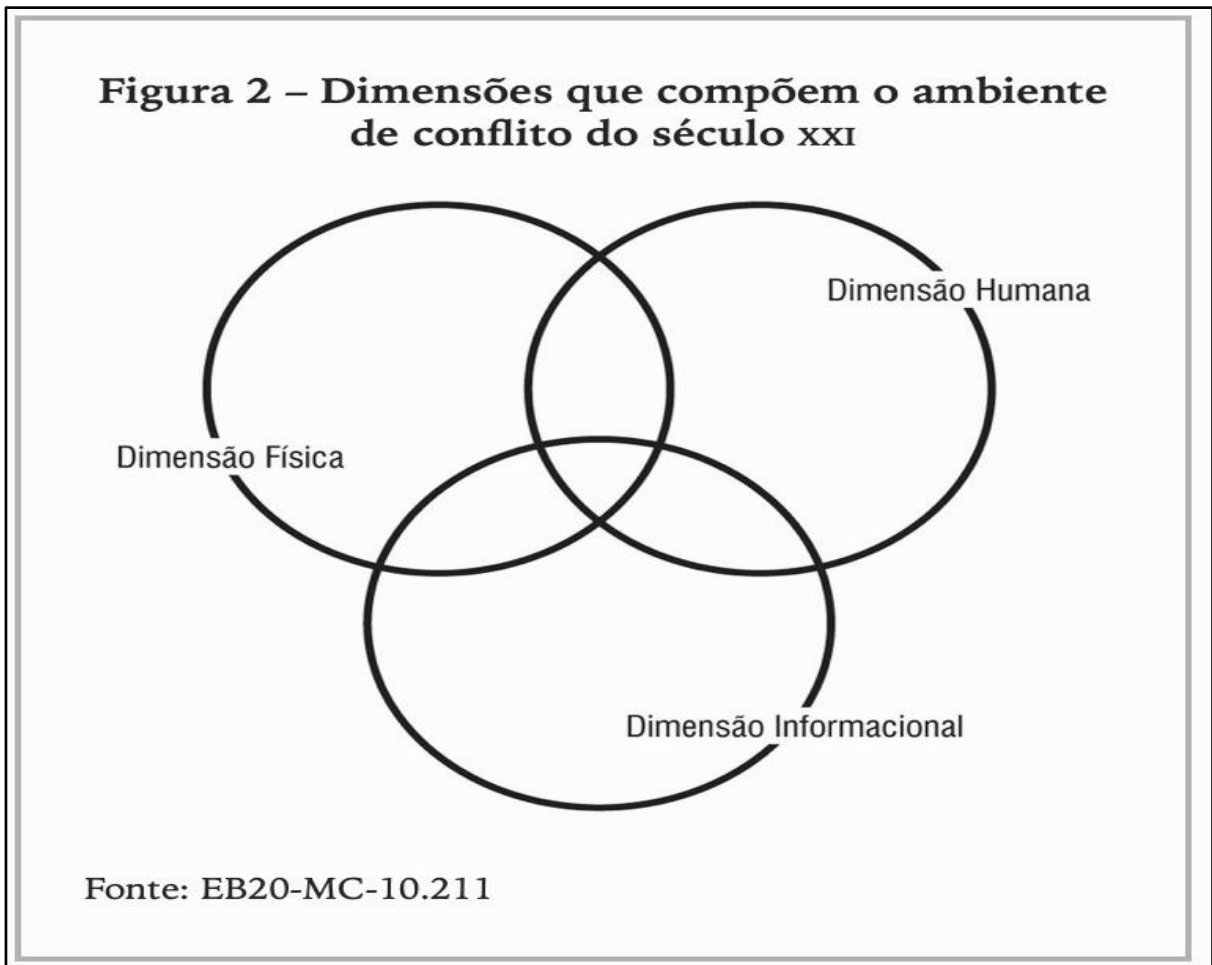 Figura 2 – Dimensões que compõem o ambiente
de conflito do século XXI
Dimensão Humana
Dimensão Física
Dimensão Informacional
Fonte: EB20-MC-10.211